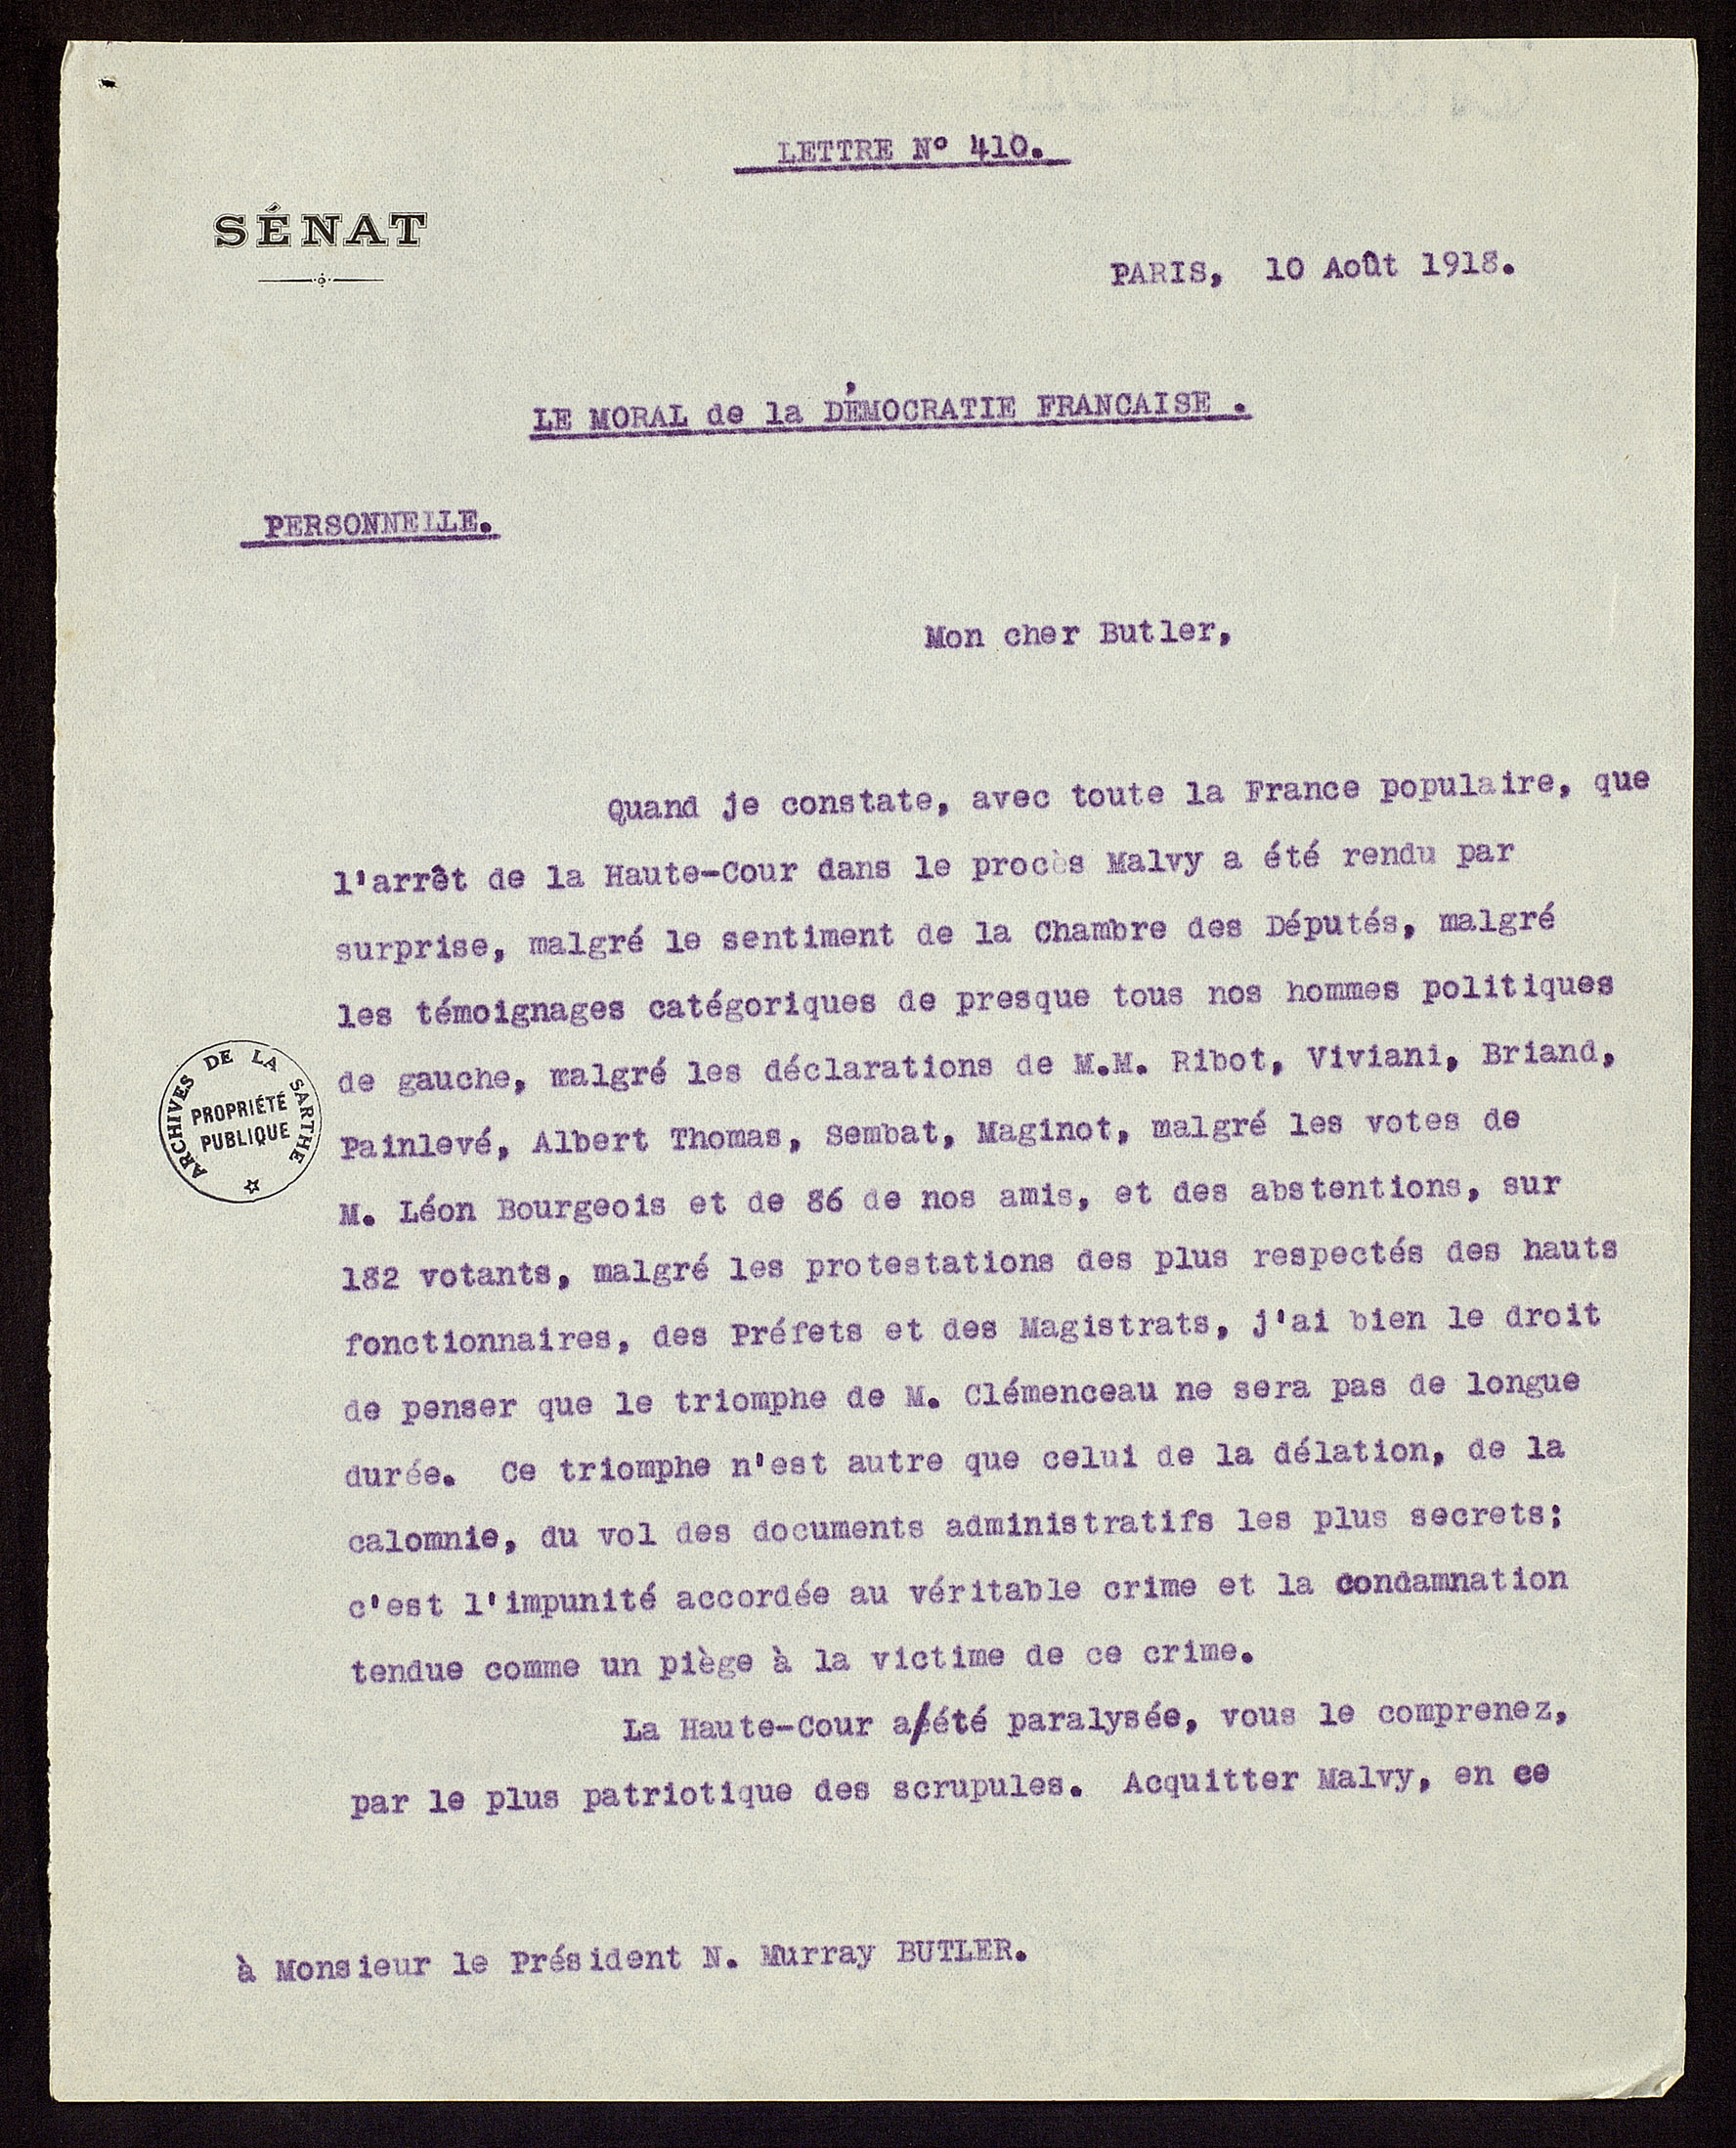 LETTRE N° 410.
SÉNAT
PARIS, 10 Août 1918.
LE MORAL de la DÉMOCRATIE FRANCAISE .
PERSONNELLE.
Mon cher Butler,
Quand je constate, avec toute la France populaire, que
l'arrêt de la Haute-Cour dans le procès Malvy a été rendu par
surprise, malgré le sentiment de la Chambre des Députés, malgré
les témoignages catégoriques de presque tous nos hommes politiques
de gauche, malgré les déclarations de M.M. Ribot, Viviani, Briand,
Painlevé, Albert Thomas, Sembat, Maginot, malgré les votes de
M. Léon Bourgeois et de 86 de nos amis, et des abstentions, sur
182 votants, malgré les protestations des plus respectés des hauts
fonctionnaires, des Préfets et des Magistrats, j'ai bien le droit
de penser que le triomphe de M. Clémenceau ne sera pas de longue
durée. Ce triomphe n'est autre que celui de la délation, de la
calomnie, du vol des documents administratifs les plus secrets;
c'est l'impunité accordée au véritable crime et la condamnation
tendue comme un piège à la victime de ce crime.
La Haute-Cour a/été paralysée, vous le comprenez,
par le plus patriotique des scrupules. Acquitter Malvy, en ce
à Monsieur le Président N. Murray BUTLER.
ARCHIVES DE LA SARTHE
PROPRIÉTÉ
PUBLIQUE